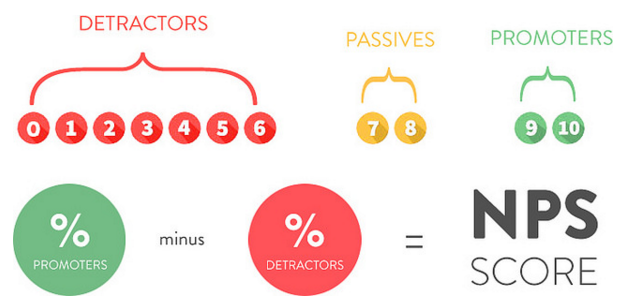 DETRACTORS
PASSIVES
PROMOTERS
0 1 2 3 4 5 6
7 8
9 10
%
PROMOTERS
minus
%
DETRACTORS
=
NPS
SCORE